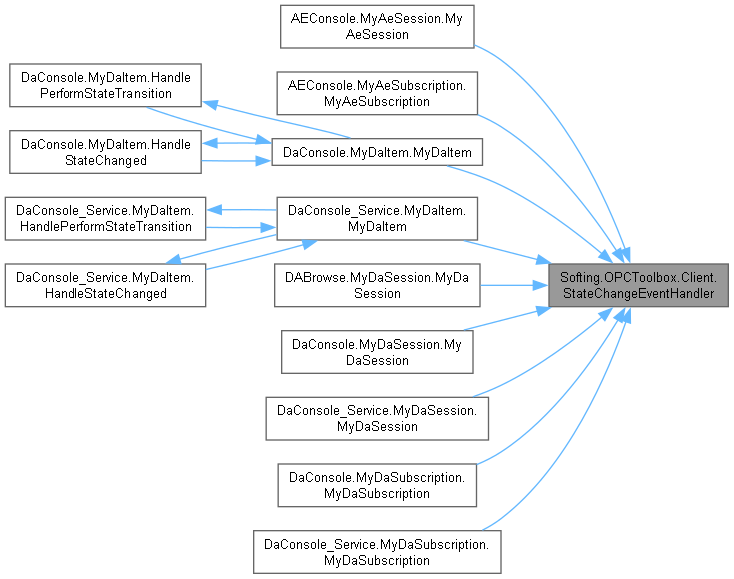 AEConsole.MyAeSession.My
AeSession
AEConsole.MyAeSubscription.
MyAeSubscription
DaConsole.MyDaItem.Handle
PerformStateTransition
DaConsole.MyDaItem.Handle
StateChanged
DaConsole.MyDaItem.MyDaItem
DaConsole_Service.MyDaItem.
HandlePerformStateTransition
DaConsole_Service.MyDaItem.
MyDaItem
DaConsole_Service.MyDaItem.
HandleStateChanged
DABrowse.MyDaSession.MyDa
Session
Softing.OPCToolbox.Client.
StateChangeEventHandler
DaConsole.MyDaSession.My
DaSession
DaConsole_Service.MyDaSession.
MyDaSession
DaConsole.MyDaSubscription.
MyDaSubscription
DaConsole_Service.MyDaSubscription.
MyDaSubscription